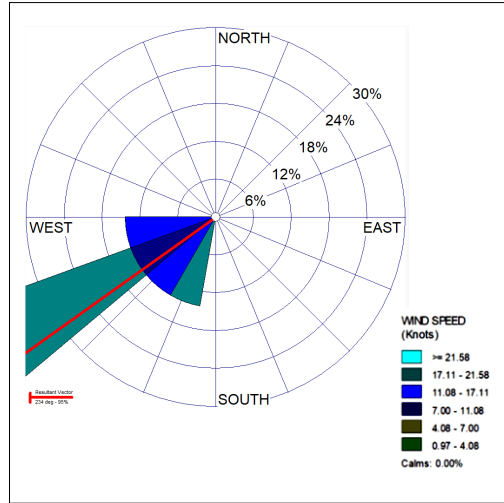 NORTH
30%
24%
18%
12%
6%
WEST
EAST
WIND SPEED
(Knots)
>= 21.58
17.11 - 21.58
11.08 - 17.11
7.00 - 11.08
4.08 - 7.00
0.97 - 4.08
Calms: 0.00%
Resultant Vector
234 deg - 95%
SOUTH